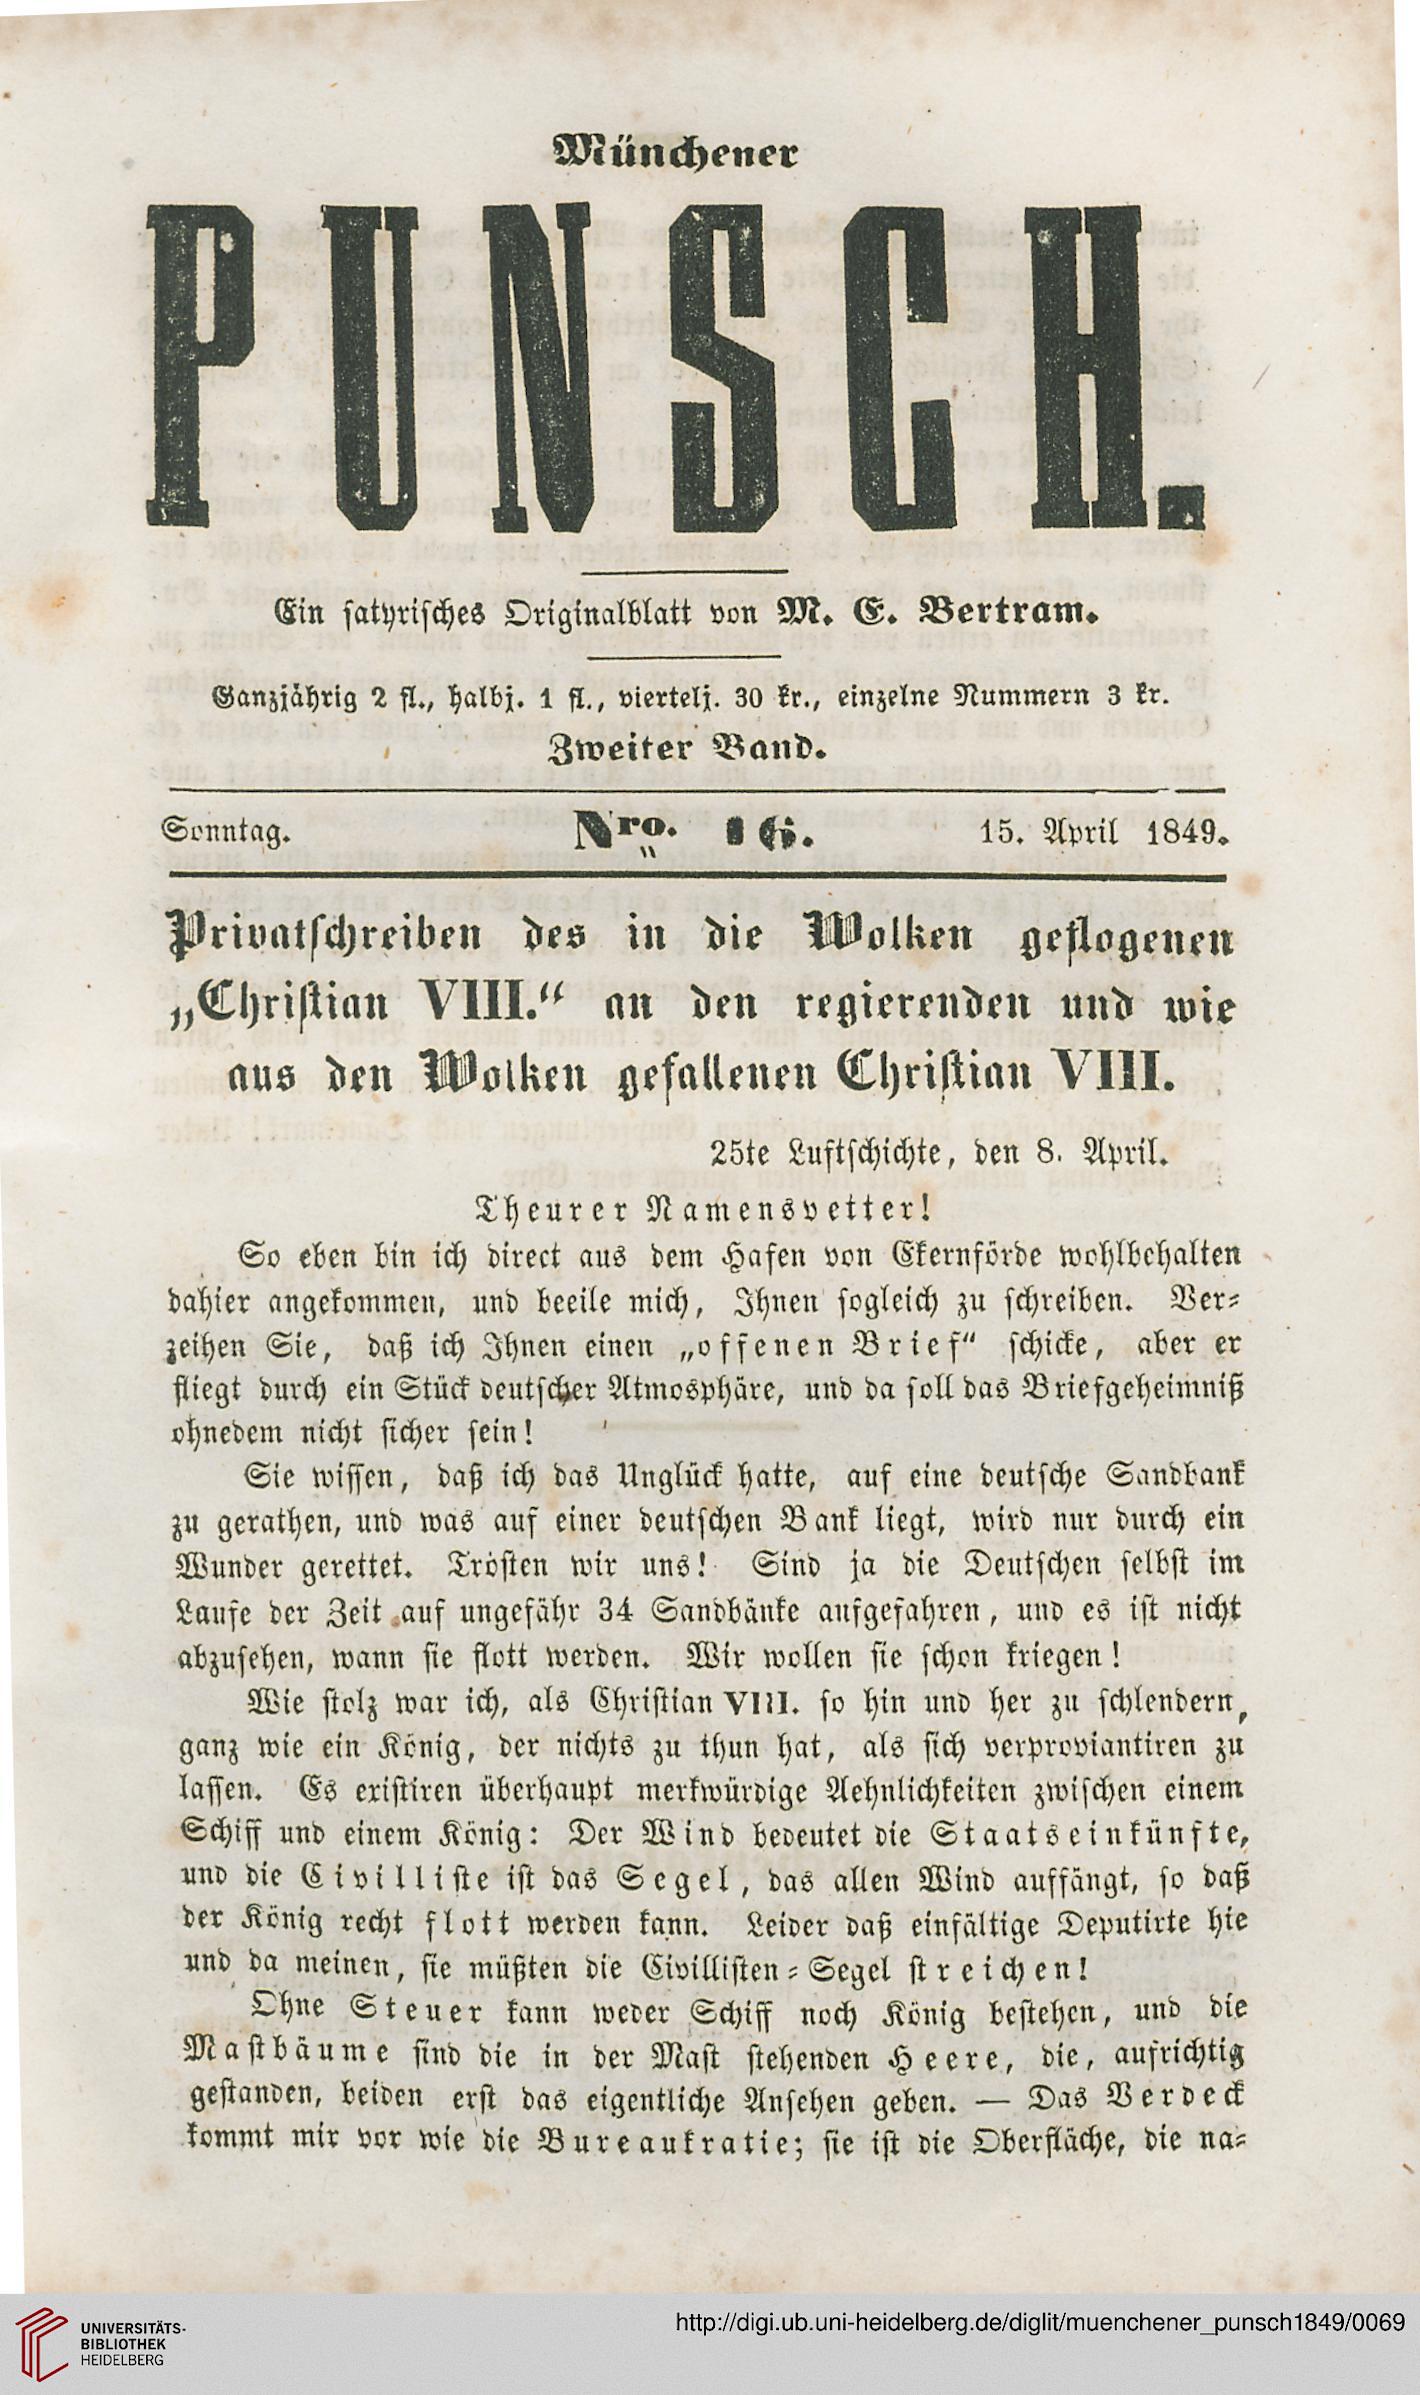 Münchener
PUNSCH.
Ein satyrisches Originalblatt von M. E. Bertram.
Ganzjährig 2 fl., halbj. 1 fl., viertelj. 30 kr., einzelne Nummern 3 kr.
Zweiter Band.
Sonntag. Nro. 16. 15. April 1849.
Privatschreiben des in die Wolken geflogenen
„Christian VIII.“ an den regierenden und wie
aus den Wolken gefallenen Christian VIII.
25te Luftschichte, den 8. April.
Theurer Namensvetter!
So eben bin ich direct aus dem Hafen von Ekernförde wohlbehalten
dahier angekommen, und beeile mich, Ihnen sogleich zu schreiben. Ver-
zeihen Sie, daß ich Ihnen einen „offenen Brief“ schicke, aber er
fliegt durch ein Stück deutscher Atmosphäre, und da soll das Briefgeheimniß
ohnedem nicht sicher sein!
Sie wissen, daß ich das Unglück hatte, auf eine deutsche Sandbank
zu gerathen, und was auf einer deutschen Bank liegt, wird nur durch ein
Wunder gerettet. Trösten wir uns! Sind ja die Deutschen selbst im
Laufe der Zeit auf ungefähr 34 Sandbänke aufgefahren, und es ist nicht
abzusehen, wann sie flott werden. Wir wollen sie schon kriegen!
Wie stolz war ich, als Christian VIII. so hin und her zu schlendern,
ganz wie ein König, der nichts zu thun hat, als sich verproviantiren zu
lassen. Es existiren überhaupt merkwürdige Aehnlichkeiten zwischen einem
Schiff und einem König: Der Wind bedeutet die Staatseinkünfte,
und die Civilliste ist das Segel, das allen Wind auffängt, so daß
der König recht flott werden kann. Leider daß einfältige Deputirte hie
und da meinen, sie müßten die Civillisten-Segel streichen!
Ohne Steuer kann weder Schiff noch König bestehen, und die
Mastbäume sind die in der Mast stehenden Heere, die, aufrichtig
gestanden, beiden erst das eigentliche Ansehen geben. — Das Verdeck
kommt mir vor wie die Bureaukratie; sie ist die Oberfläche, die na-
UNIVERSITÄTS-
BIBLIOTHEK
HEIDELBERG
http://digi.ub.uni-heidelberg.de/diglit/muenchener_punsch1849/0069